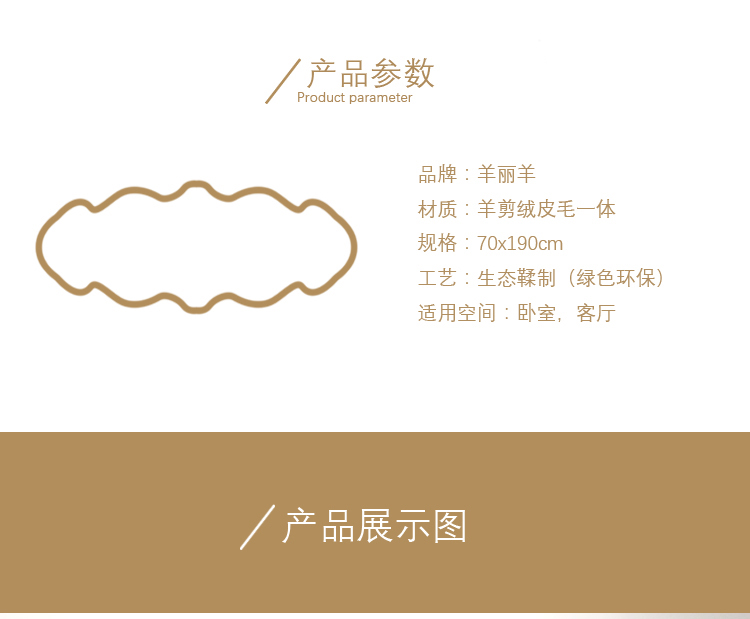 产品参数
Product parameter
品牌：羊丽羊
材质：羊剪绒皮毛一体
规格：70x190cm
工艺：生态鞣制（绿色环保）
适用空间：卧室，客厅
产品展示图